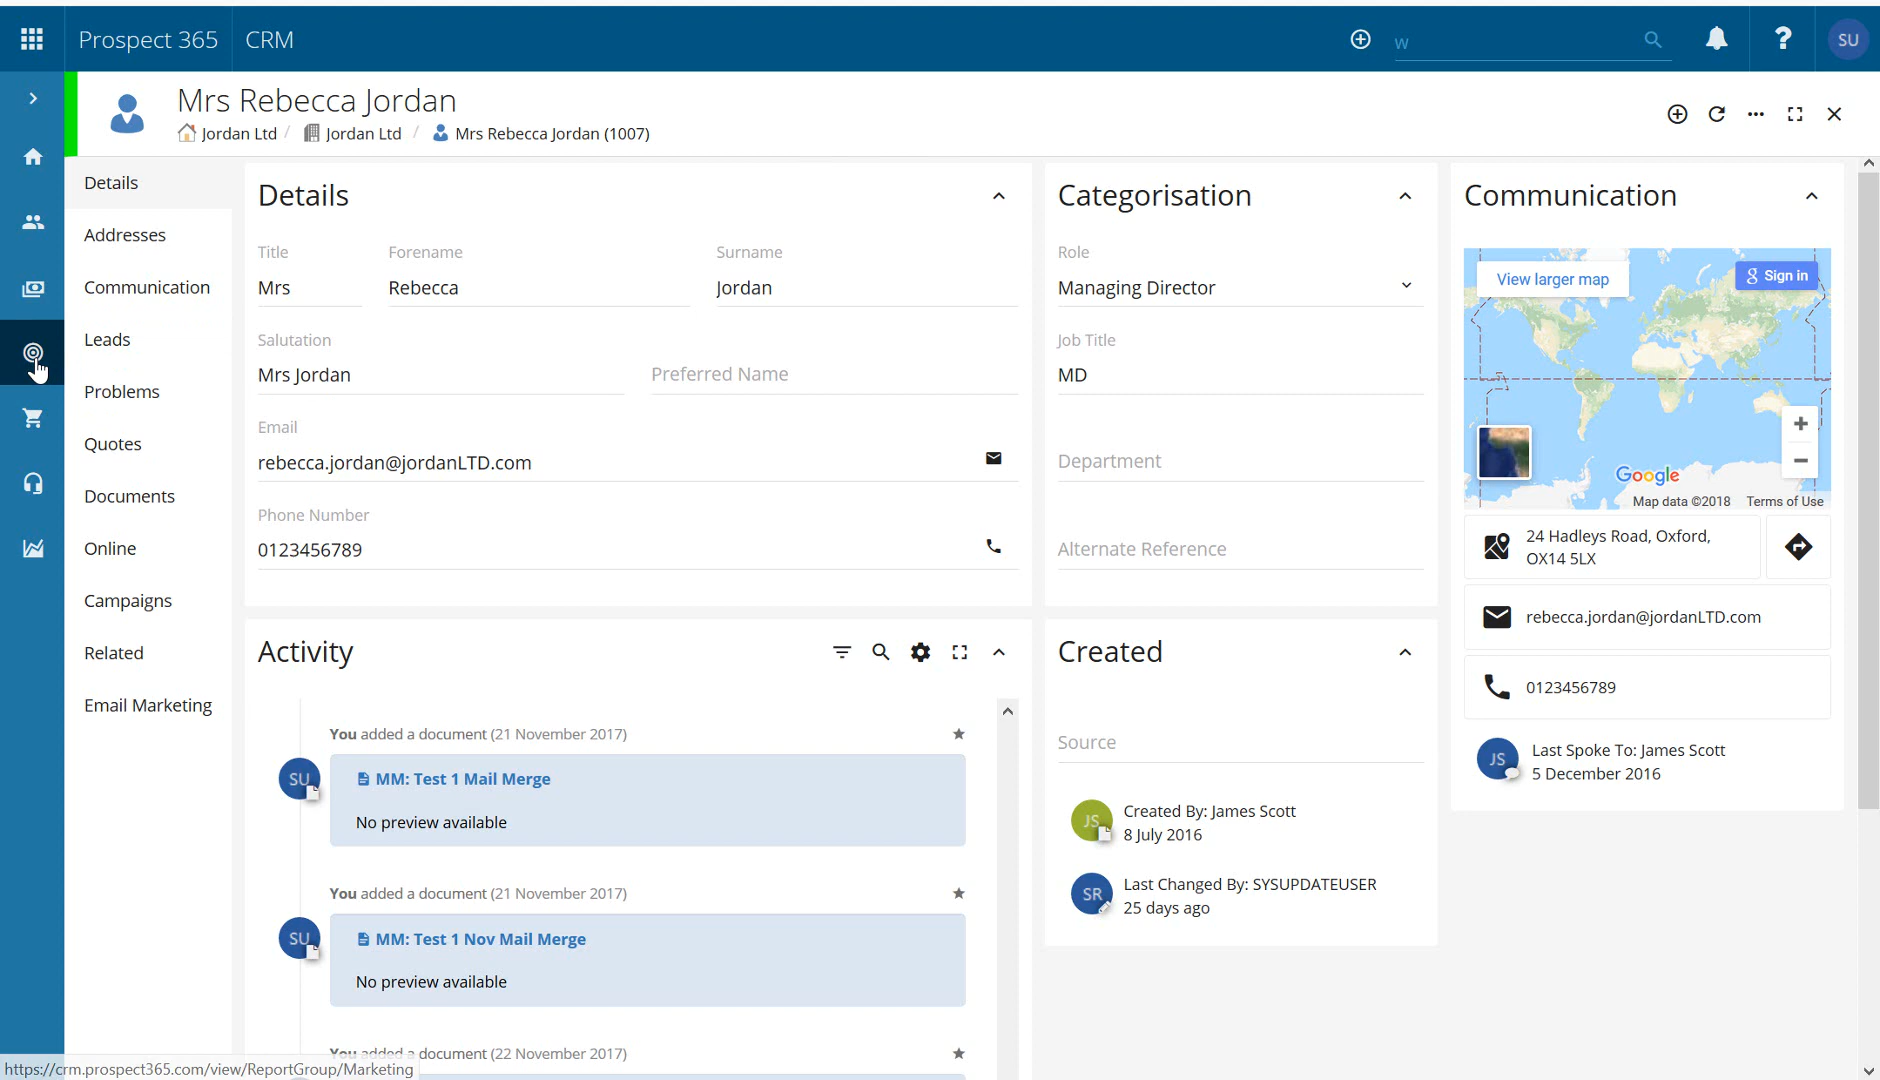 Prospect 365
CRM
w
?
SU
Mrs Rebecca Jordan
Jordan Ltd / Jordan Ltd / Mrs Rebecca Jordan (1007)
Details
Addresses
Communication
Leads
Problems
Quotes
Documents
Online
Campaigns
Related
Email Marketing
Details
Title
Forename
Surname
Mrs
Rebecca
Jordan
Salutation
Mrs Jordan
Preferred Name
Email
rebecca.jordan@jordanLTD.com
Phone Number
0123456789
Activity
You added a document (21 November 2017)
SU
MM: Test 1 Mail Merge
No preview available
You added a document (21 November 2017)
SU
MM: Test 1 Nov Mail Merge
No preview available
You added a document (22 November 2017)
Categorisation
Role
Managing Director
Job Title
MD
Department
Alternate Reference
Created
Source
JS
Created By: James Scott
8 July 2016
SR
Last Changed By: SYSUPDATEUSER
25 days ago
Communication
View larger map
Sign in
Google
Map data ©2018
Terms of Use
24 Hadleys Road, Oxford,
OX14 5LX
rebecca.jordan@jordanLTD.com
0123456789
JS
Last Spoke To: James Scott
5 December 2016
https://crm.prospect365.com/view/ReportGroup/Marketing